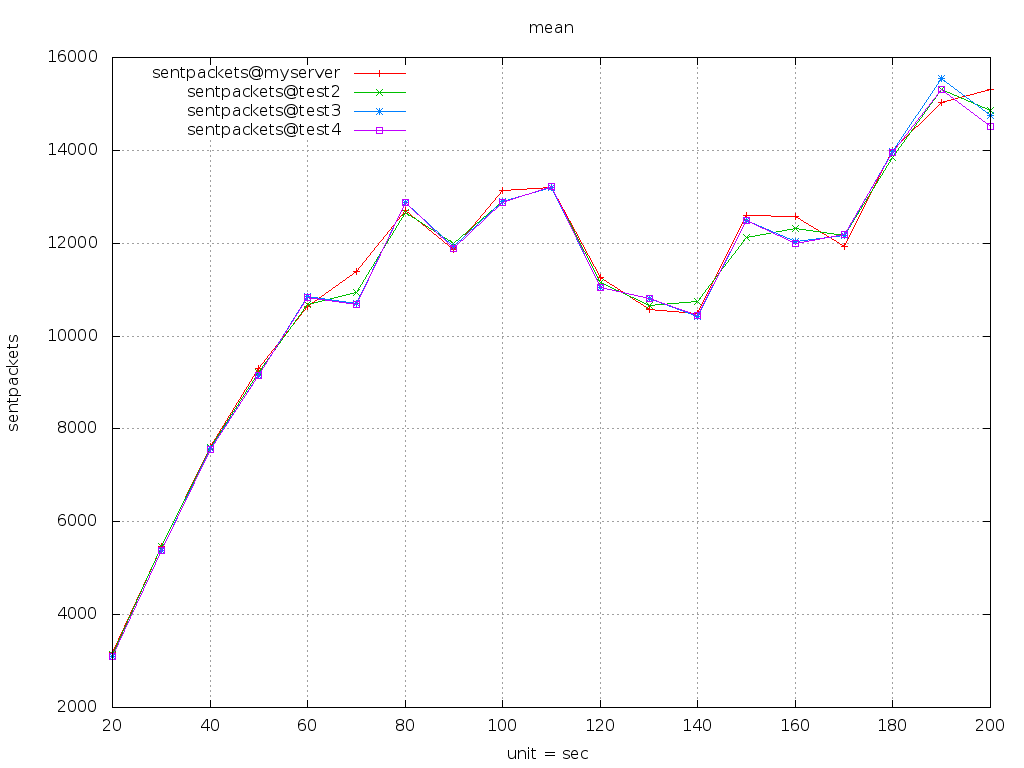 mean
16000
14000
12000
10000
8000
6000
4000
2000
sentpackets
sentpackets@myserver
sentpackets@test2
sentpackets@test3
sentpackets@test4
20 40 60 80 100 120 140 160 180 200
unit = sec